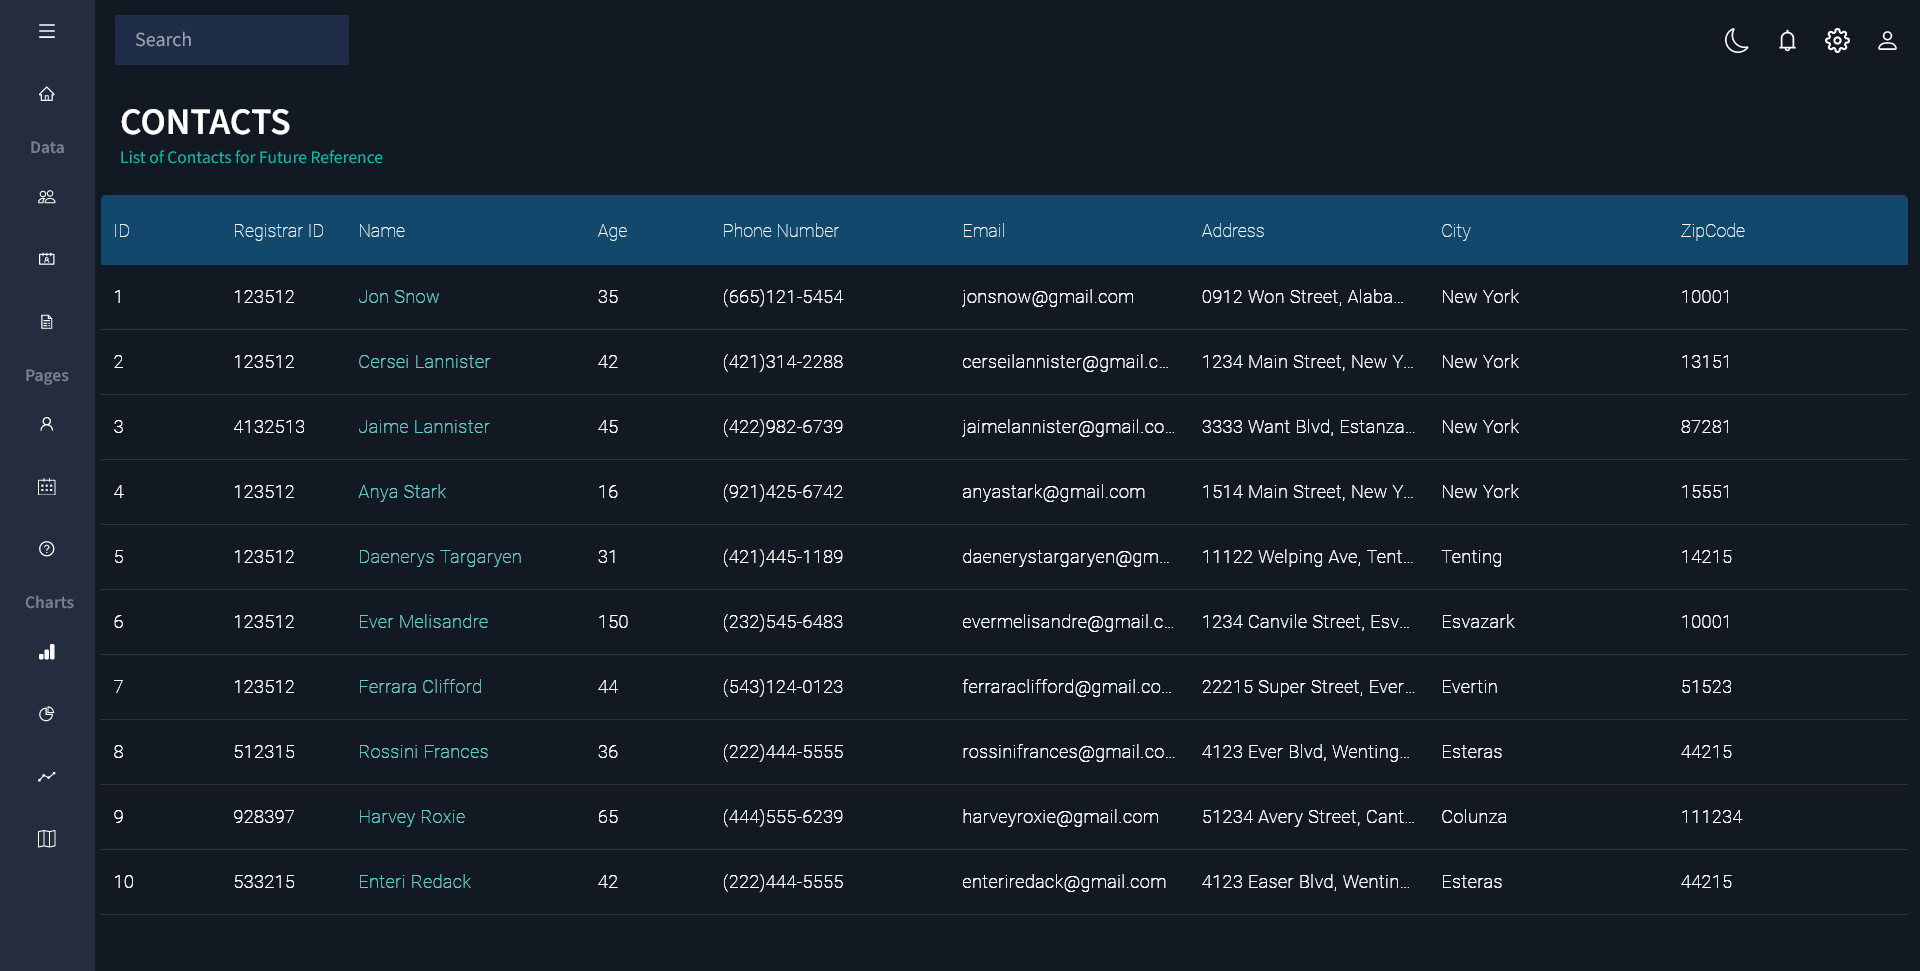 Search
CONTACTS
List of Contacts for Future Reference
Data
Pages
Charts
ID Registrar ID Name Age Phone Number Email Address City ZipCode
1 123512 Jon Snow 35 (665)121-5454 jonsnow@gmail.com 0912 Won Street, Alaba... New York 10001
2 123512 Cersei Lannister 42 (421)314-2288 cerseilannister@gmail.c... 1234 Main Street, New Y... New York 13151
3 4132513 Jaime Lannister 45 (422)982-6739 jaimelannister@gmail.co... 3333 Want Blvd, Estanza... New York 87281
4 123512 Anya Stark 16 (921)425-6742 anyastark@gmail.com 1514 Main Street, New Y... New York 15551
5 123512 Daenerys Targaryen 31 (421)445-1189 daenerystargaryen@gm... 11122 Welping Ave, Tent... Tenting 14215
6 123512 Ever Melisandre 150 (232)545-6483 evermelisandre@gmail.c... 1234 Canvile Street, Esv... Esvazark 10001
7 123512 Ferrara Clifford 44 (543)124-0123 ferraraclifford@gmail.co... 22215 Super Street, Ever... Evertin 51523
8 512315 Rossini Frances 36 (222)444-5555 rossinifrances@gmail.co... 4123 Ever Blvd, Wenting... Esteras 44215
9 928397 Harvey Roxie 65 (444)555-6239 harveyroxie@gmail.com 51234 Avery Street, Cant... Colunza 111234
10 533215 Enteri Redack 42 (222)444-5555 enteriredack@gmail.com 4123 Easer Blvd, Wentin... Esteras 44215